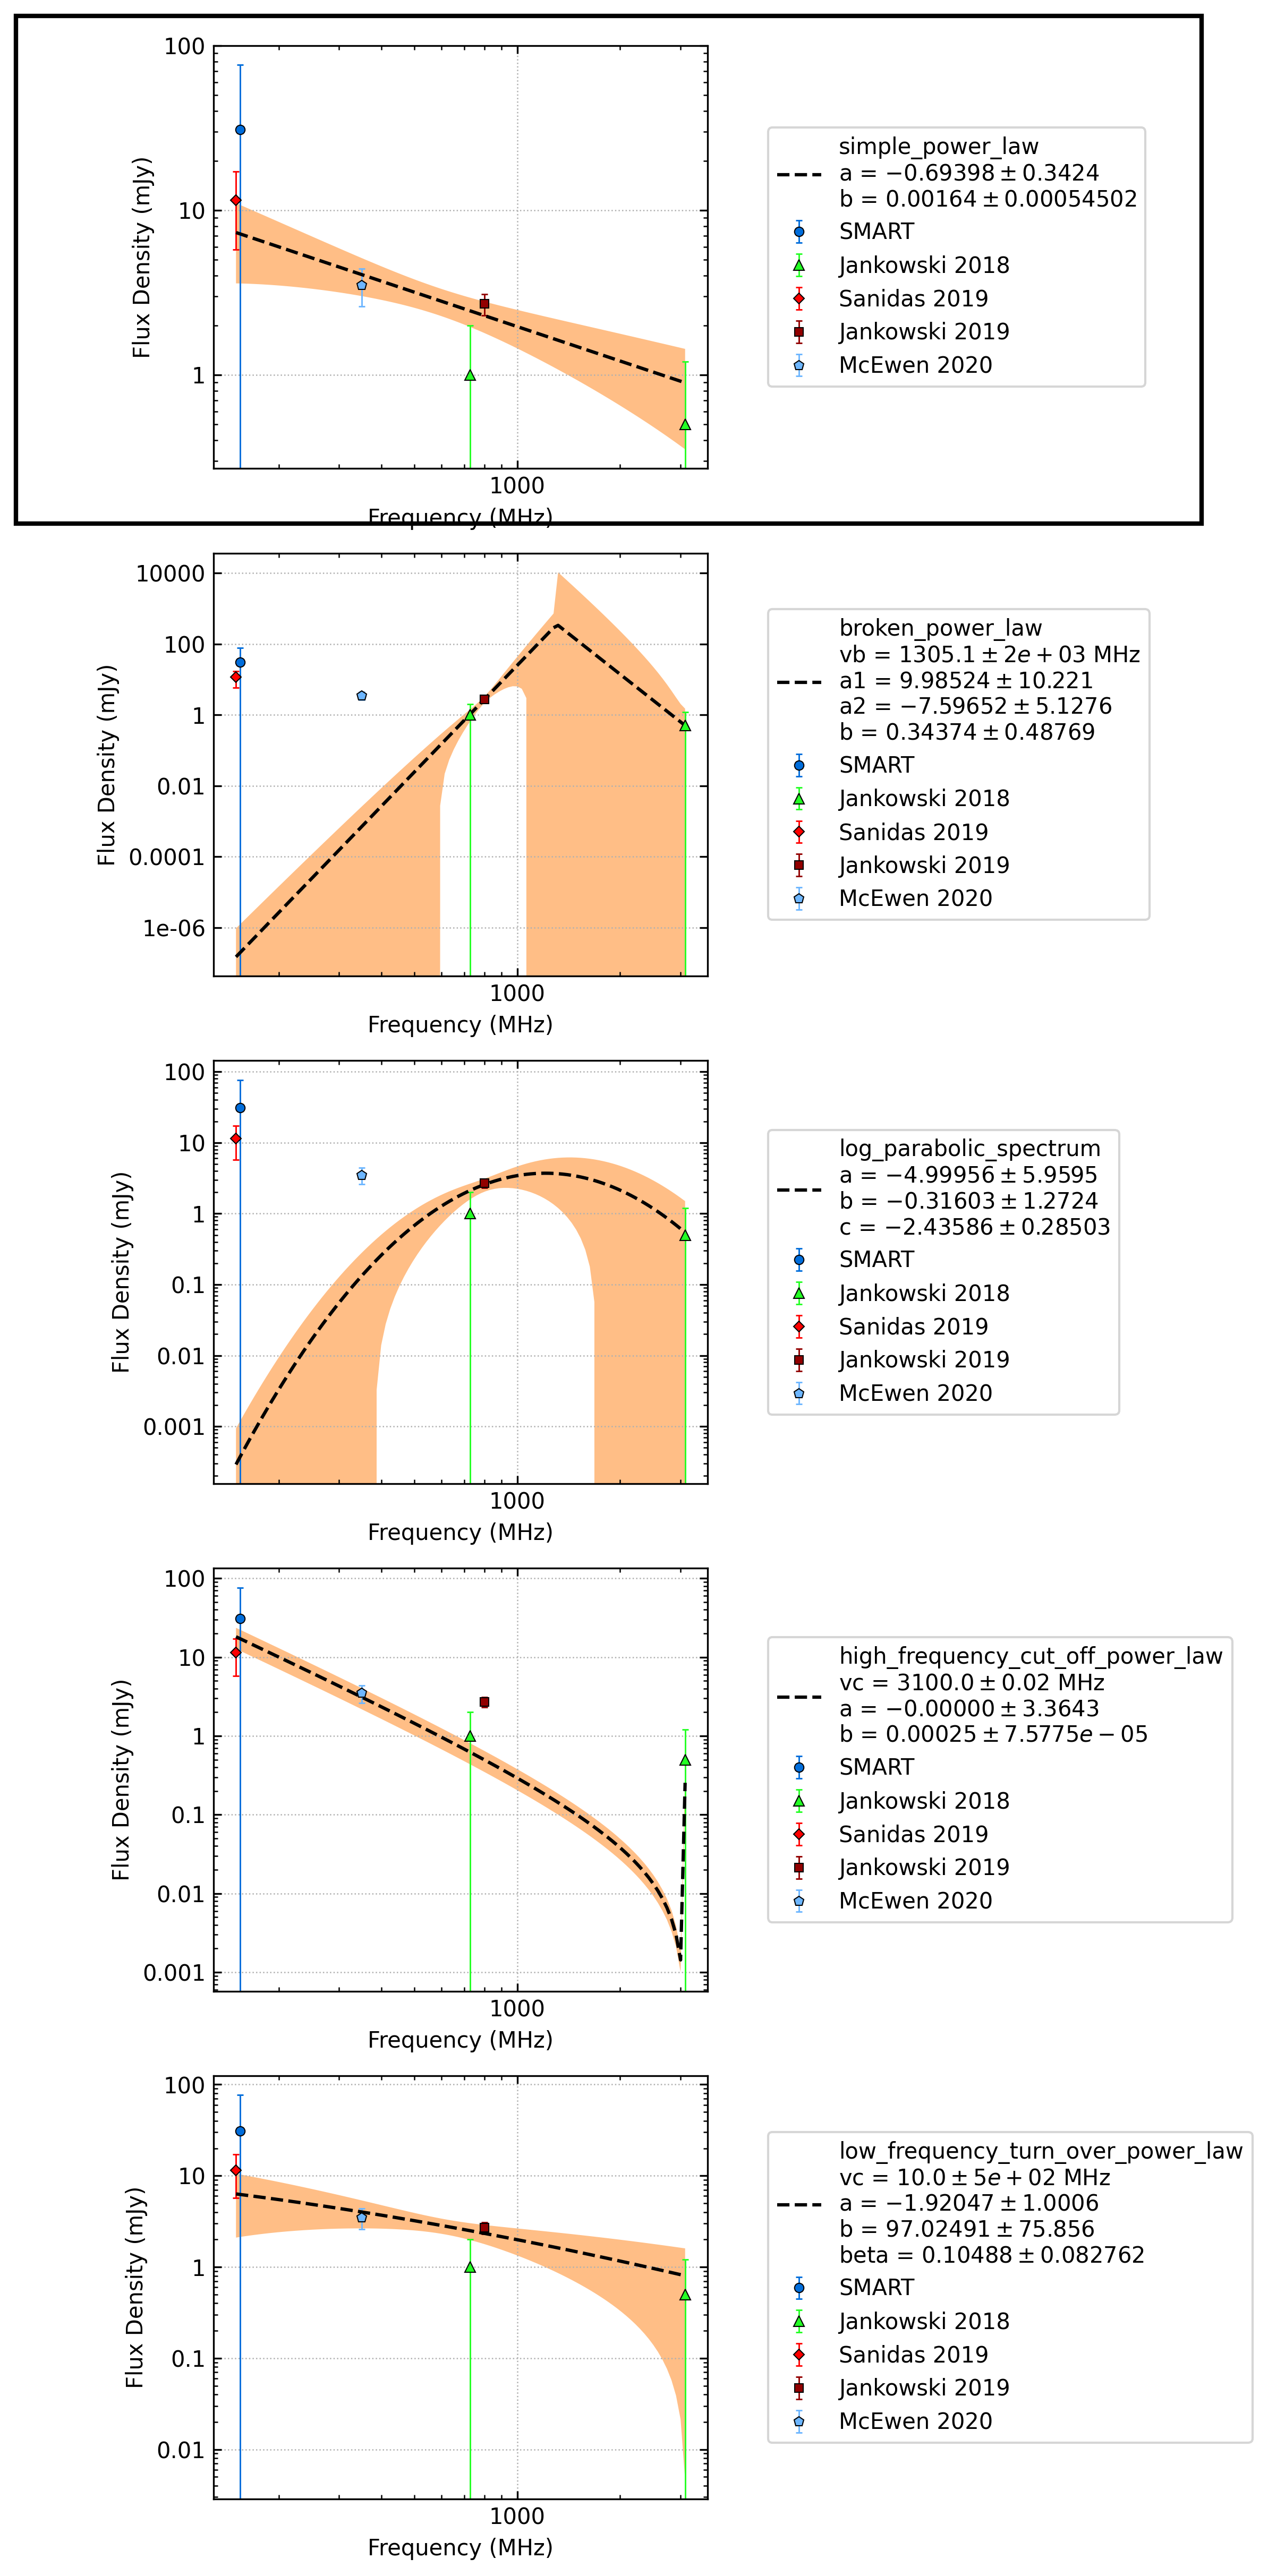 100
10
1
Flux Density (mJy)
1000
Frequency (MHz)
simple_power_law
a = −0.69398 ± 0.3424
b = 0.00164 ± 0.00054502
SMART
Jankowski 2018
Sanidas 2019
Jankowski 2019
McEwen 2020
10000
100
1
0.01
0.0001
1e-06
Flux Density (mJy)
1000
Frequency (MHz)
broken_power_law
vb = 1305.1 ± 2e + 03 MHz
a1 = 9.98524 ± 10.221
a2 = −7.59652 ± 5.1276
b = 0.34374 ± 0.48769
SMART
Jankowski 2018
Sanidas 2019
Jankowski 2019
McEwen 2020
100
10
1
0.1
0.01
0.001
Flux Density (mJy)
1000
Frequency (MHz)
log_parabolic_spectrum
a = −4.99956 ± 5.9595
b = −0.31603 ± 1.2724
c = −2.43586 ± 0.28503
SMART
Jankowski 2018
Sanidas 2019
Jankowski 2019
McEwen 2020
100
10
1
0.1
0.01
0.001
Flux Density (mJy)
1000
Frequency (MHz)
high_frequency_cut_off_power_law
vc = 3100.0 ± 0.02 MHz
a = −0.00000 ± 3.3643
b = 0.00025 ± 7.5775e − 05
SMART
Jankowski 2018
Sanidas 2019
Jankowski 2019
McEwen 2020
100
10
1
0.1
0.01
Flux Density (mJy)
1000
Frequency (MHz)
low_frequency_turn_over_power_law
vc = 10.0 ± 5e + 02 MHz
a = −1.92047 ± 1.0006
b = 97.02491 ± 75.856
beta = 0.10488 ± 0.082762
SMART
Jankowski 2018
Sanidas 2019
Jankowski 2019
McEwen 2020